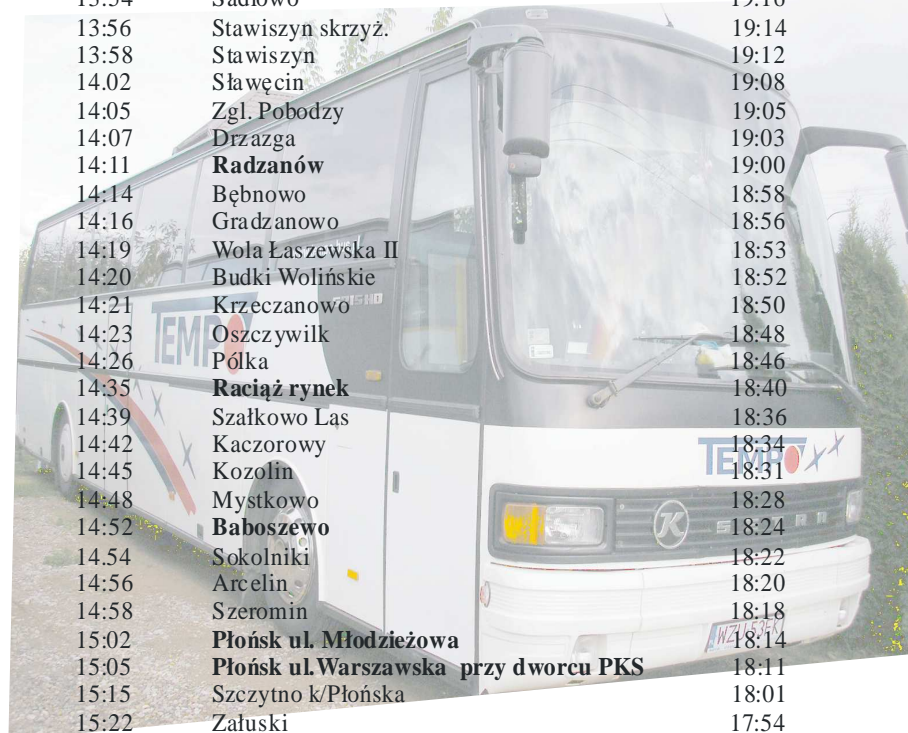 13:54 Sadłowo 19:16
13:56 Stawiszyn skrzyż. 19:14
13:58 Stawiszyn 19:12
14.02 Sławęcin 19:08
14:05 Zgl. Pobodzy 19:05
14:07 Drzazga 19:03
14:11 Radzanów 19:00
14:14 Bębnowo 18:58
14:16 Gradzanowo 18:56
14:19 Wola Łaszewska II 18:53
14:20 Budki Wolińskie 18:52
14:21 Krzeczanowo 18:50
14:23 Oszczywilk 18:48
14:26 Pólka 18:46
14:35 Raciąż rynek 18:40
14:39 Szałkowo Las 18:36
14:42 Kaczorowy 18:34
14:45 Kozolin 18:31
14:48 Mystkowo 18:28
14:52 Baboszewo 18:24
14.54 Sokolniki 18:22
14:56 Arcelin 18:20
14:58 Szeromin 18:18
15:02 Płońsk ul. Młodzieżowa 18:14
15:05 Płońsk ul.Warszawska przy dworcu PKS 18:11
15:15 Szczytno k/Płońska 18:01
15:22 Załuski 17:54
TEMPO
TEMPO
K